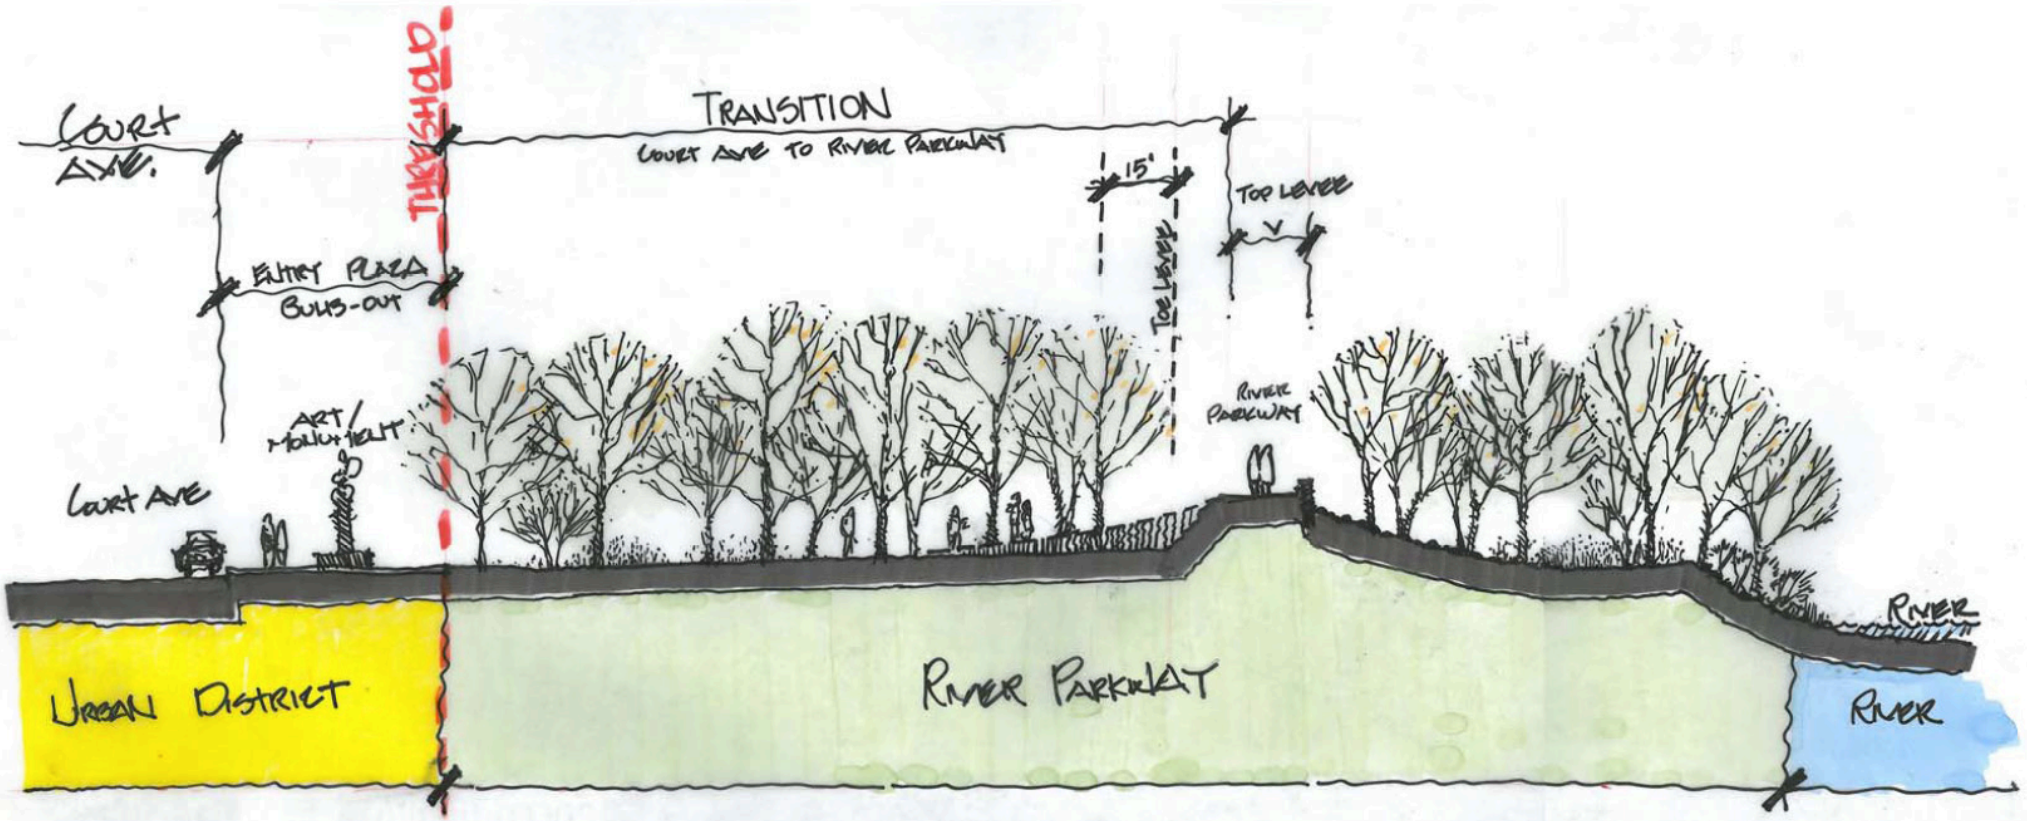 COURT
AVE.
THRESHOLD
TRANSITION
COURT AVE TO RIVER PARKWAY
15'
TOP LEVEE
TOE LEVEE
ENTRY PLAZA
BULB-OUT
ART/
MONUMENT
RIVER
PARKWAY
COURT AVE
RIVER
URBAN DISTRICT
RIVER PARKWAY
RIVER